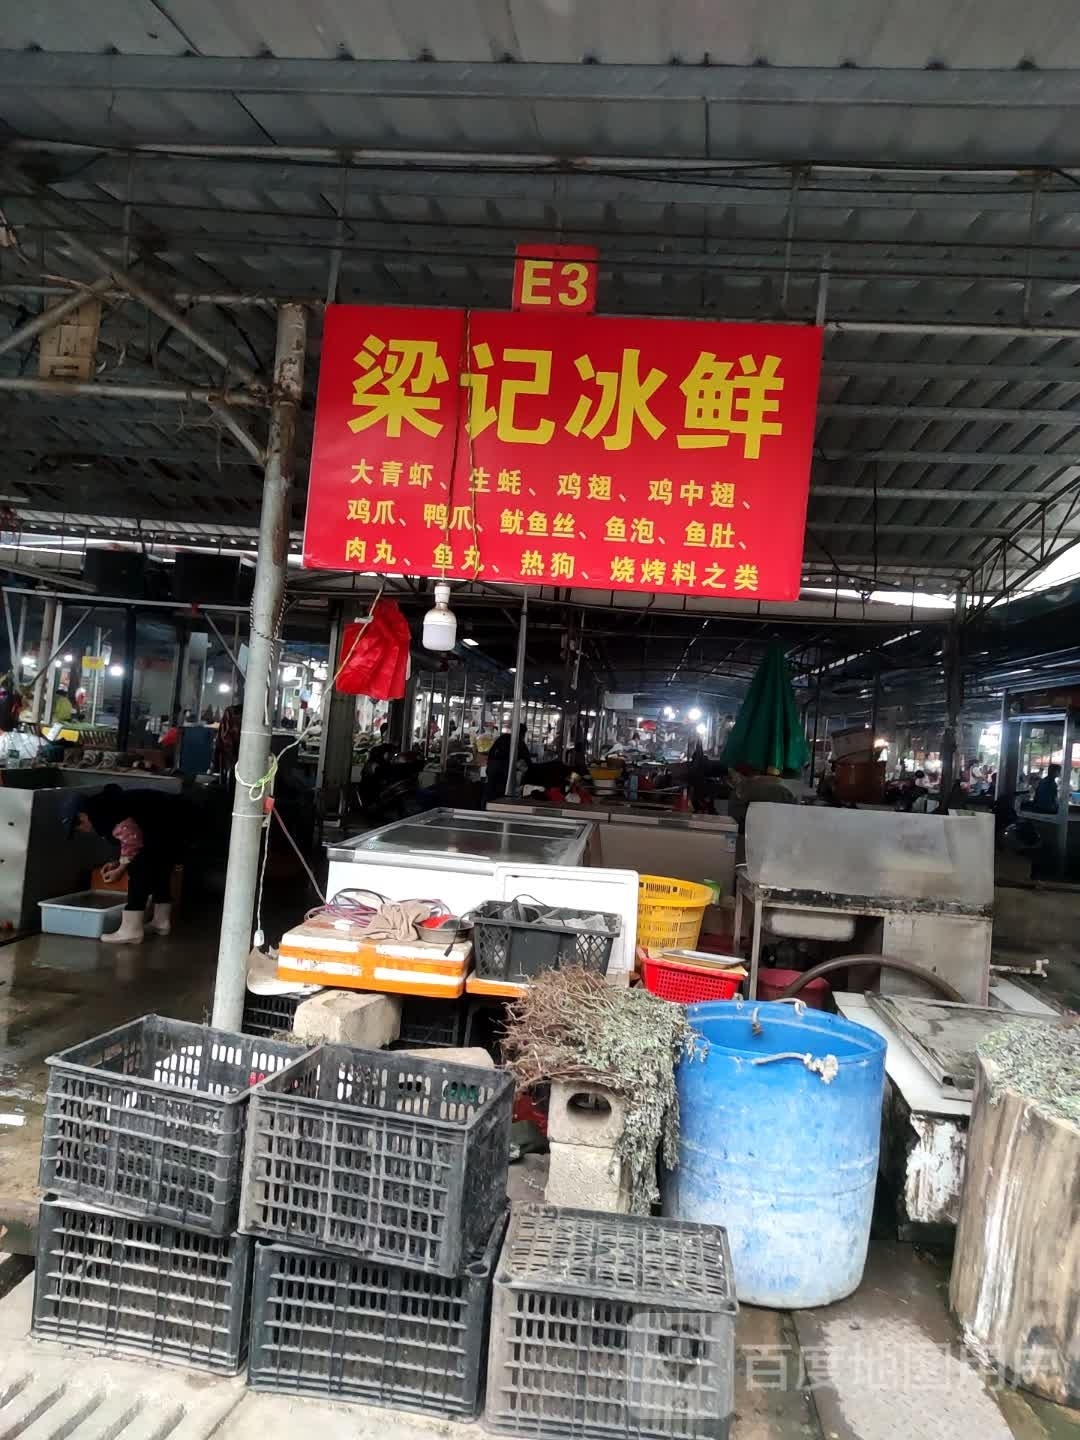 E3
梁记冰鲜
大青虾、生蚝、鸡翅、鸡中翅、
鸡爪、鸭爪、鱿鱼丝、鱼泡、鱼肚、
肉丸、鱼丸、热狗、烧烤料之类
百度地图用户